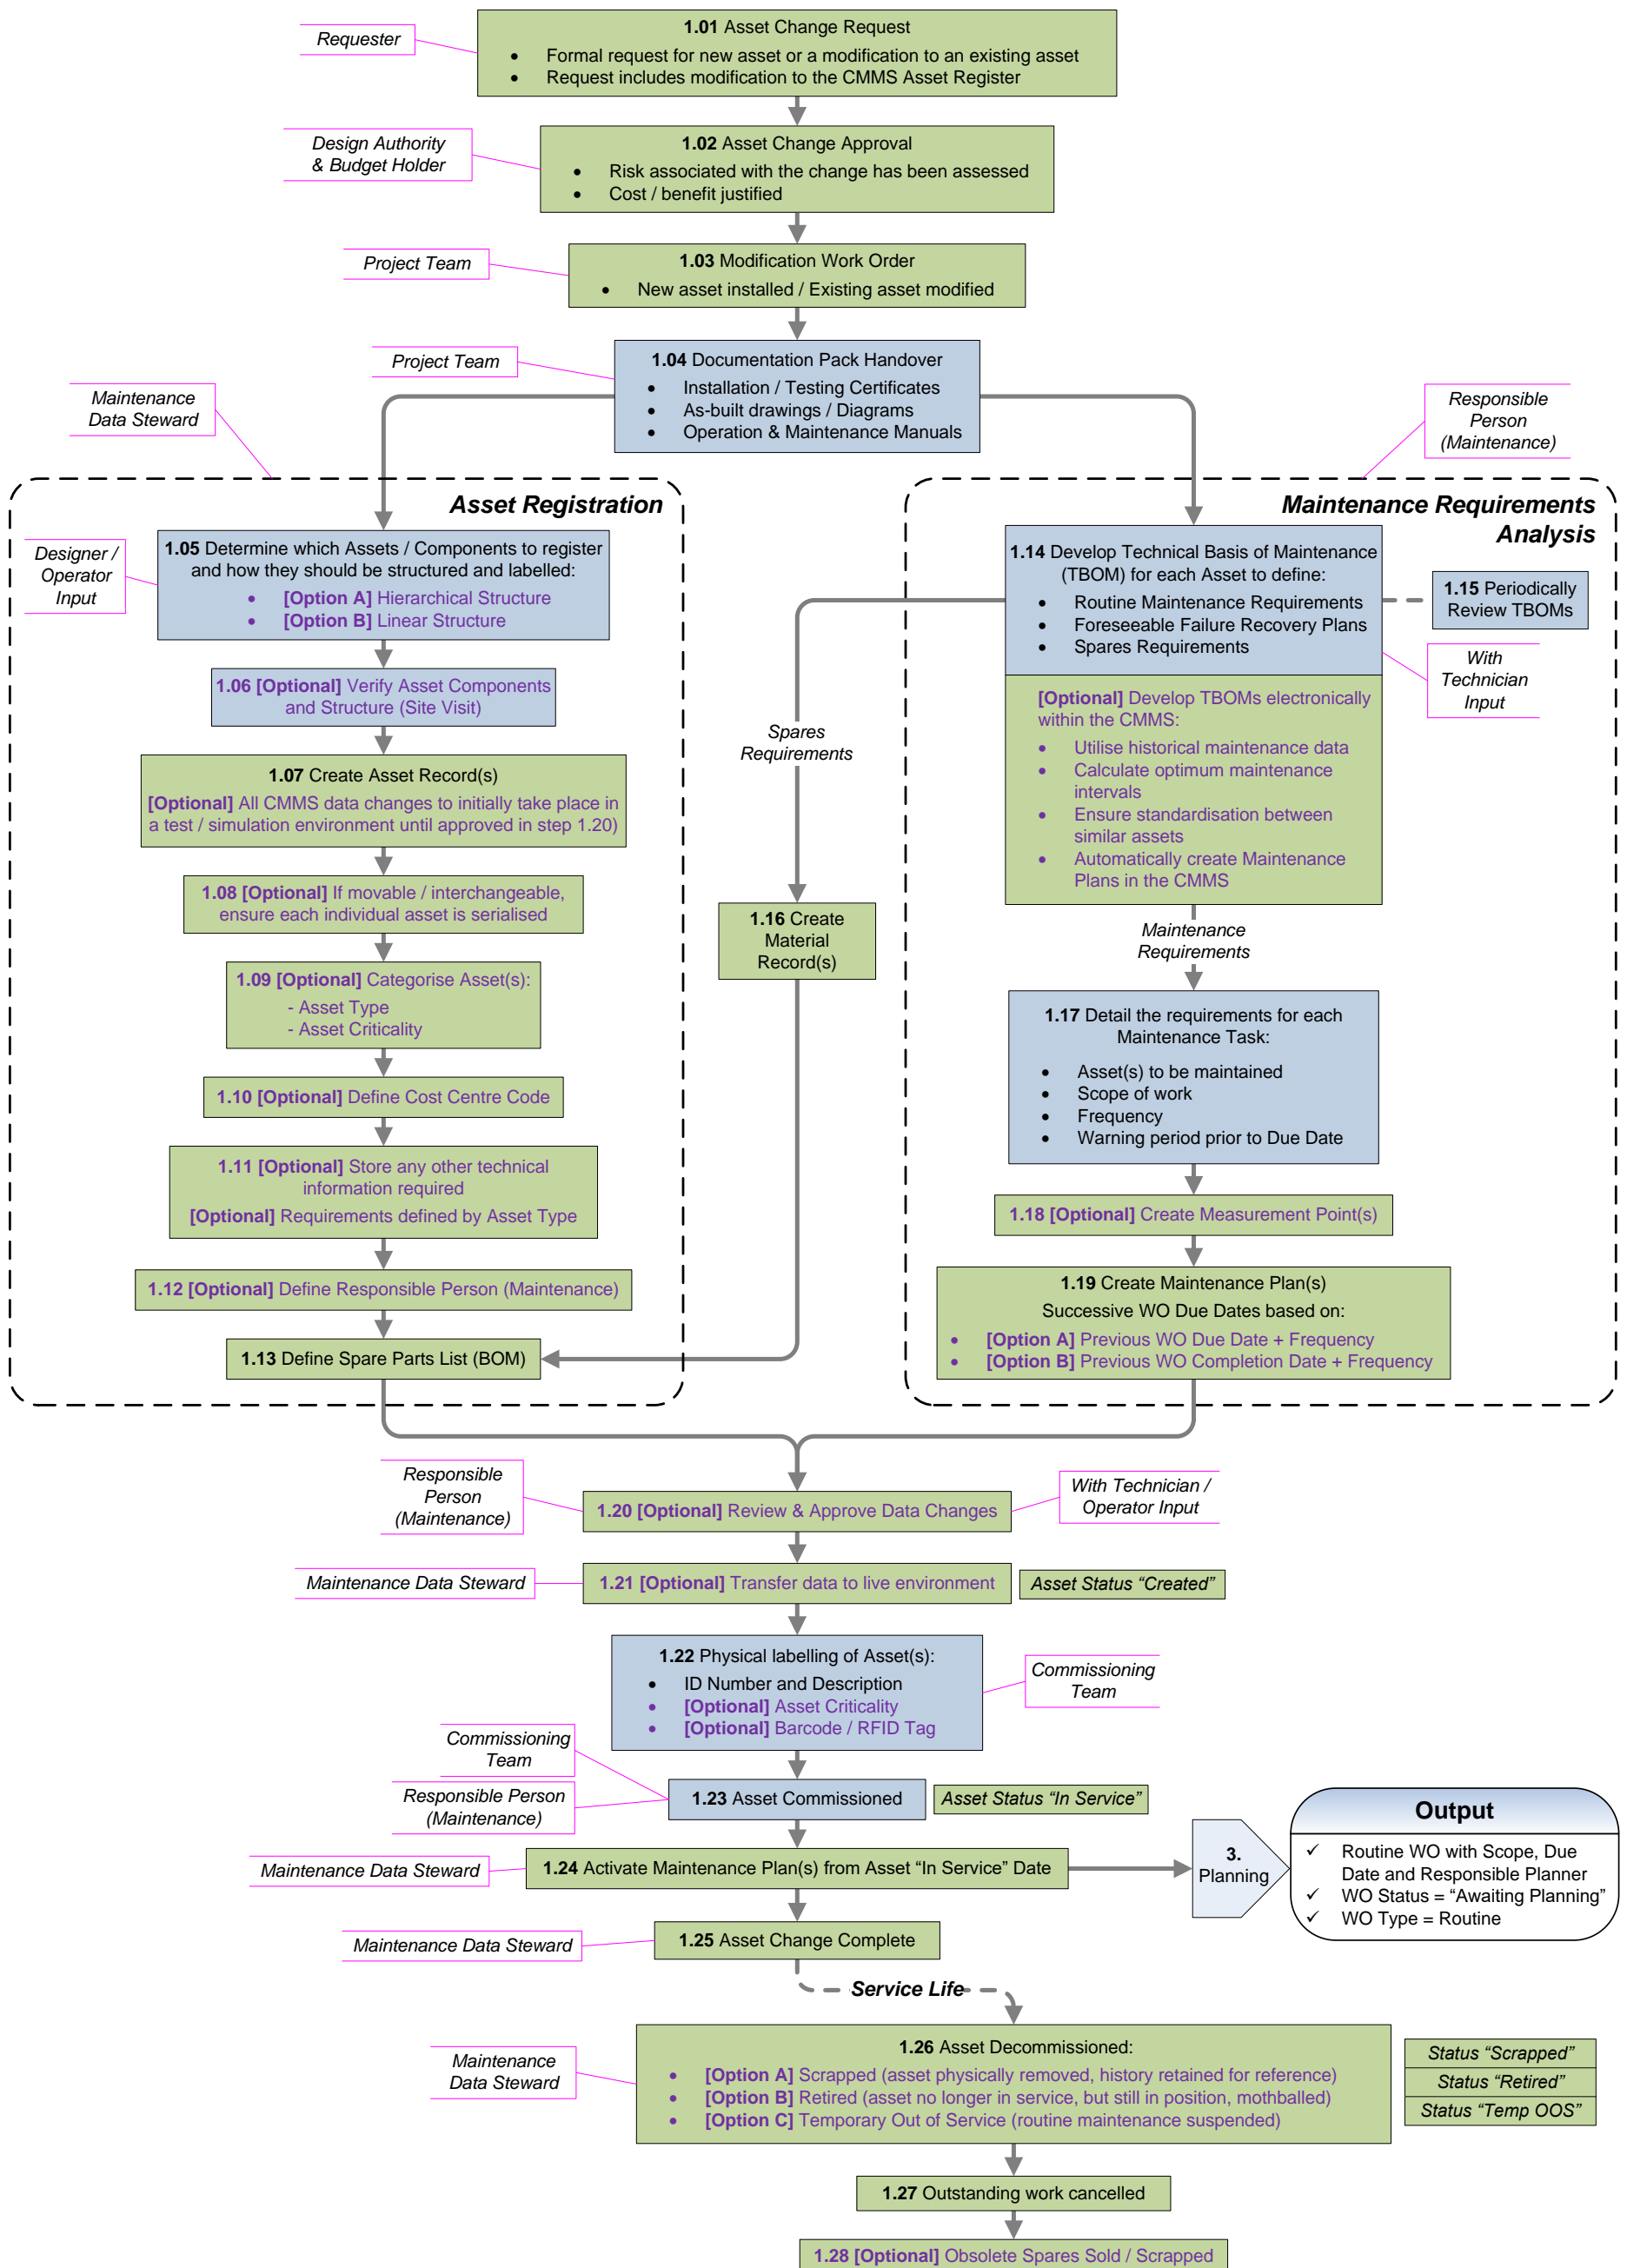 Requester
1.01 Asset Change Request
• Formal request for new asset or a modification to an existing asset
• Request includes modification to the CMMS Asset Register
Design Authority
& Budget Holder
1.02 Asset Change Approval
• Risk associated with the change has been assessed
• Cost / benefit justified
Project Team
1.03 Modification Work Order
• New asset installed / Existing asset modified
Project Team
1.04 Documentation Pack Handover
• Installation / Testing Certificates
• As-built drawings / Diagrams
• Operation & Maintenance Manuals
Maintenance
Data Steward
Responsible
Person
(Maintenance)
Asset Registration
Designer /
Operator
Input
1.05 Determine which Assets / Components to register
and how they should be structured and labelled:
• [Option A] Hierarchical Structure
• [Option B] Linear Structure
1.06 [Optional] Verify Asset Components
and Structure (Site Visit)
1.07 Create Asset Record(s)
[Optional] All CMMS data changes to initially take place in
a test / simulation environment until approved in step 1.20)
1.08 [Optional] If movable / interchangeable,
ensure each individual asset is serialised
1.09 [Optional] Categorise Asset(s):
- Asset Type
- Asset Criticality
1.10 [Optional] Define Cost Centre Code
1.11 [Optional] Store any other technical
information required
[Optional] Requirements defined by Asset Type
1.12 [Optional] Define Responsible Person (Maintenance)
1.13 Define Spare Parts List (BOM)
Spares
Requirements
1.16 Create
Material
Record(s)
Maintenance Requirements
Analysis
1.14 Develop Technical Basis of Maintenance
(TBOM) for each Asset to define:
• Routine Maintenance Requirements
• Foreseeable Failure Recovery Plans
• Spares Requirements
1.15 Periodically
Review TBOMs
With
Technician
Input
[Optional] Develop TBOMs electronically
within the CMMS:
• Utilise historical maintenance data
• Calculate optimum maintenance
intervals
• Ensure standardisation between
similar assets
• Automatically create Maintenance
Plans in the CMMS
Maintenance
Requirements
1.17 Detail the requirements for each
Maintenance Task:
• Asset(s) to be maintained
• Scope of work
• Frequency
• Warning period prior to Due Date
1.18 [Optional] Create Measurement Point(s)
1.19 Create Maintenance Plan(s)
Successive WO Due Dates based on:
• [Option A] Previous WO Due Date + Frequency
• [Option B] Previous WO Completion Date + Frequency
Responsible
Person
(Maintenance)
1.20 [Optional] Review & Approve Data Changes
With Technician /
Operator Input
Maintenance Data Steward
1.21 [Optional] Transfer data to live environment
Asset Status “Created”
1.22 Physical labelling of Asset(s):
• ID Number and Description
• [Optional] Asset Criticality
• [Optional] Barcode / RFID Tag
Commissioning
Team
Commissioning
Team
Responsible Person
(Maintenance)
1.23 Asset Commissioned
Asset Status “In Service”
Maintenance Data Steward
1.24 Activate Maintenance Plan(s) from Asset “In Service” Date
3.
Planning
Output
✓ Routine WO with Scope, Due
Date and Responsible Planner
✓ WO Status = “Awaiting Planning”
✓ WO Type = Routine
Maintenance Data Steward
1.25 Asset Change Complete
Service Life
Maintenance
Data Steward
1.26 Asset Decommissioned:
• [Option A] Scrapped (asset physically removed, history retained for reference)
• [Option B] Retired (asset no longer in service, but still in position, mothballed)
• [Option C] Temporary Out of Service (routine maintenance suspended)
Status “Scrapped”
Status “Retired”
Status “Temp OOS”
1.27 Outstanding work cancelled
1.28 [Optional] Obsolete Spares Sold / Scrapped